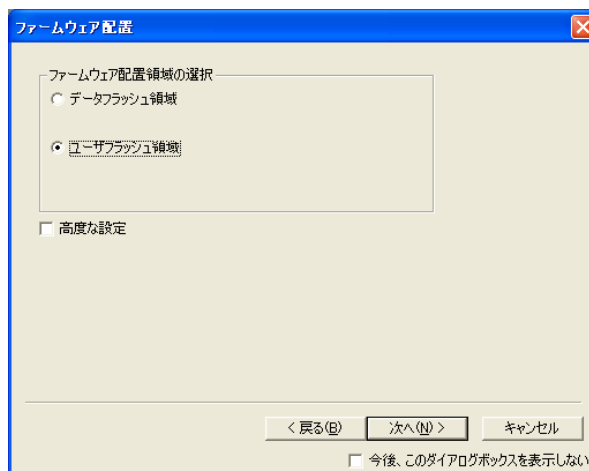 ファームウェア配置
ファームウェア配置領域の選択
データフラッシュ領域
ユーザフラッシュ領域
高度な設定
< 戻る(B)
次へ(N) >
キャンセル
今後、このダイアログボックスを表示しない